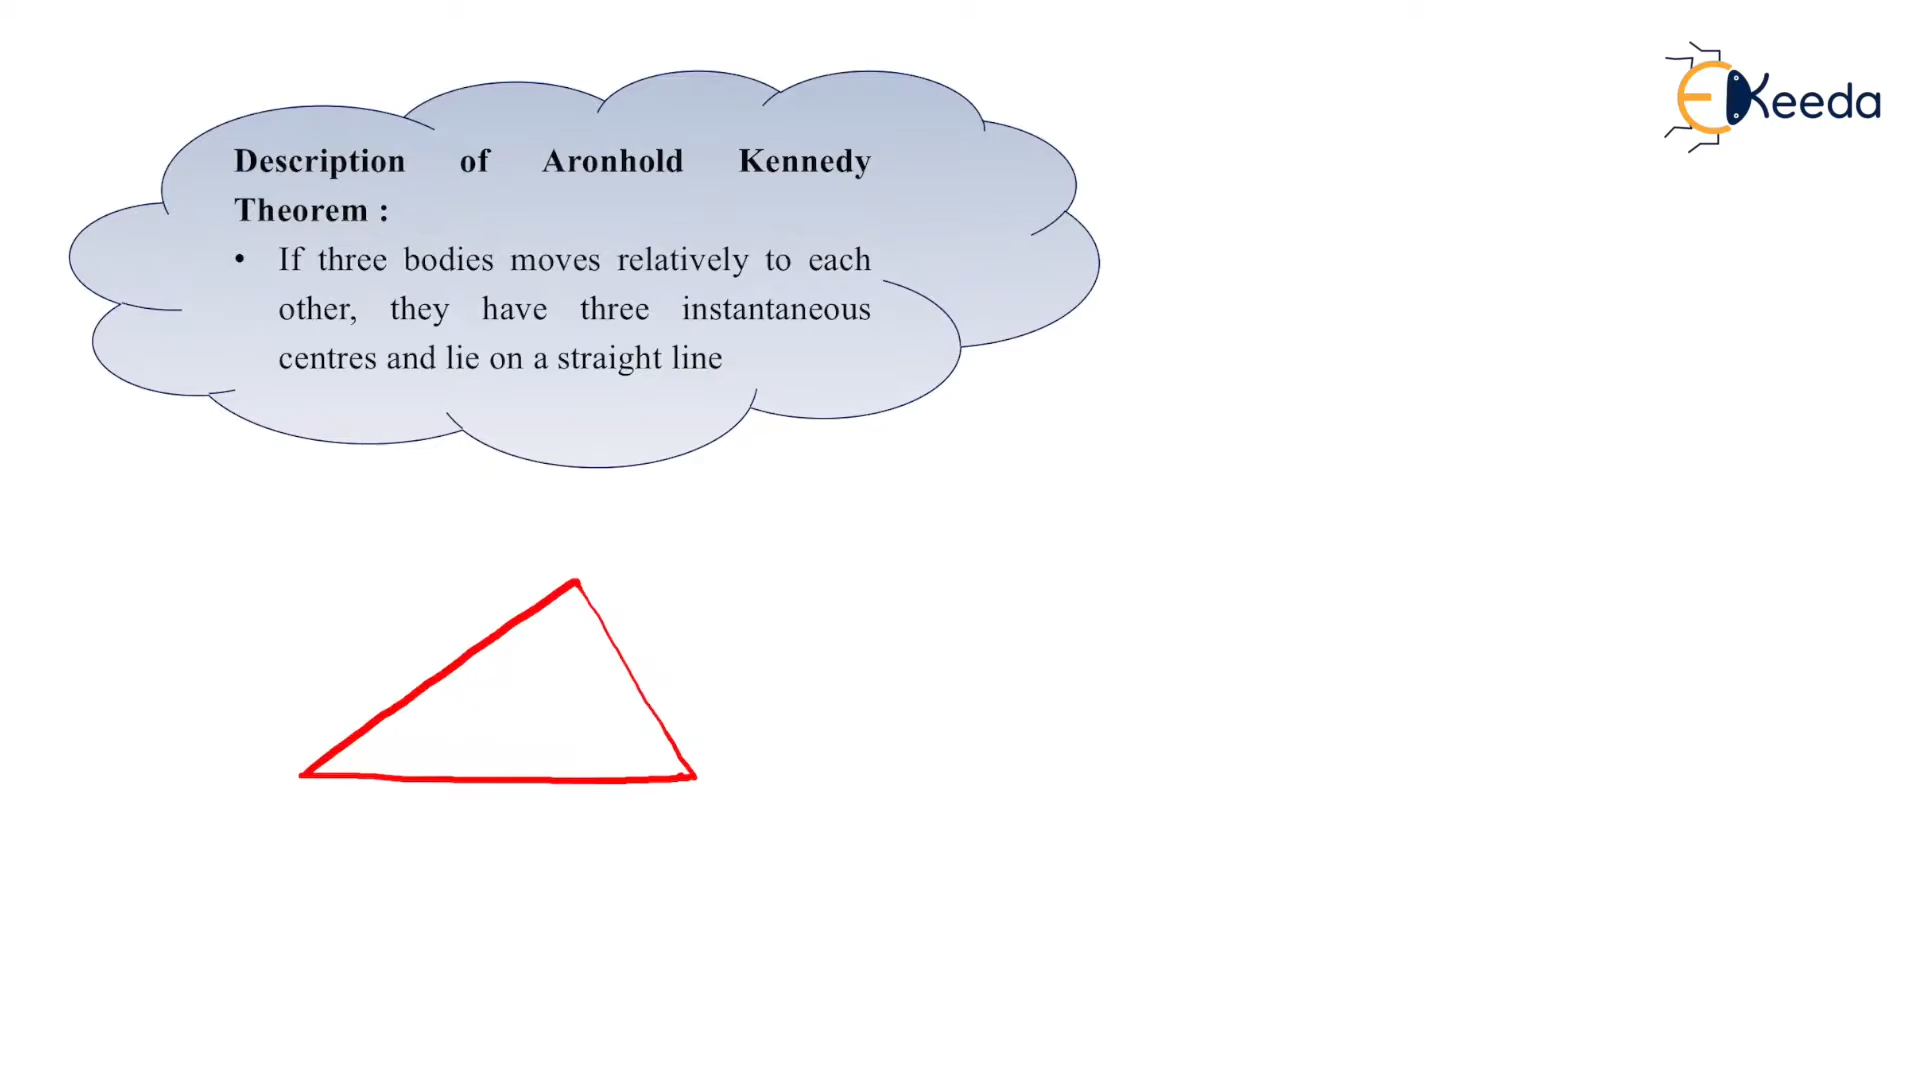 Description of Aronhold Kennedy
Theorem :
• If three bodies moves relatively to each
other, they have three instantaneous
centres and lie on a straight line
EKeeda